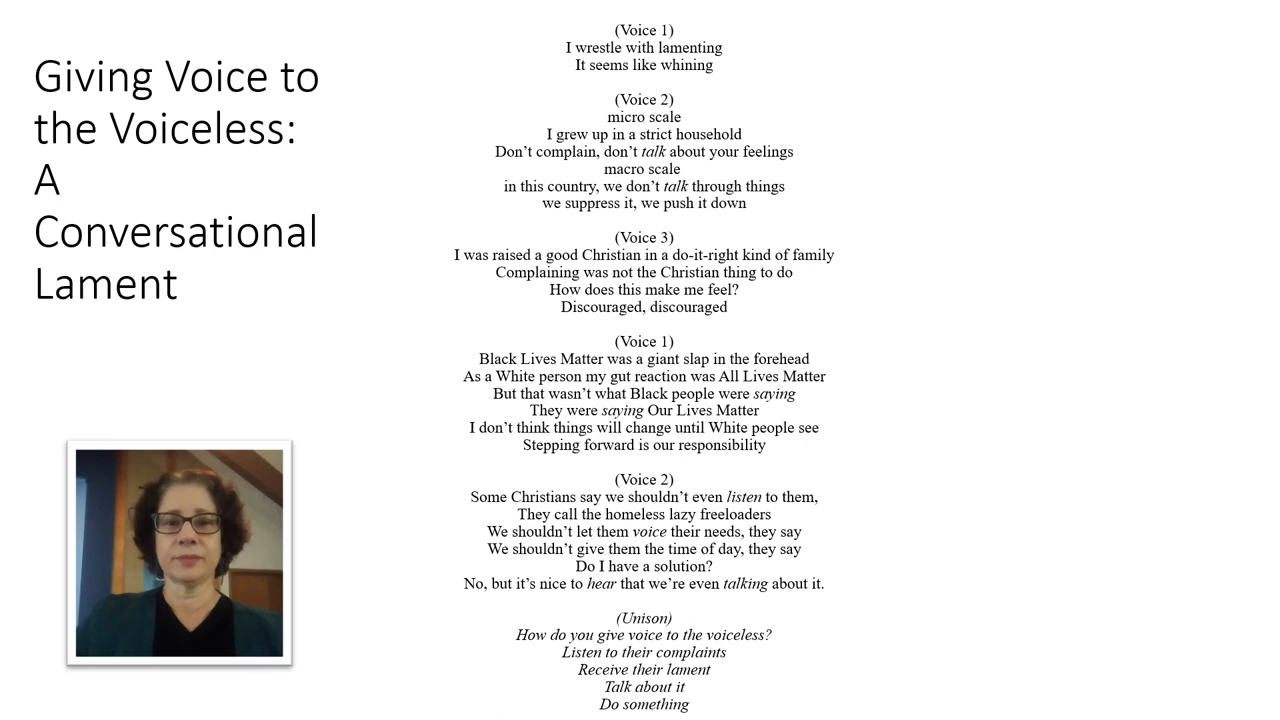 Giving Voice to
the Voiceless:
A
Conversational
Lament
(Voice 1)
I wrestle with lamenting
It seems like whining
(Voice 2)
micro scale
I grew up in a strict household
Don’t complain, don’t talk about your feelings
macro scale
in this country, we don’t talk through things
we suppress it, we push it down
(Voice 3)
I was raised a good Christian in a do-it-right kind of family
Complaining was not the Christian thing to do
How does this make me feel?
Discouraged, discouraged
(Voice 1)
Black Lives Matter was a giant slap in the forehead
As a White person my gut reaction was All Lives Matter
But that wasn’t what Black people were saying
They were saying Our Lives Matter
I don’t think things will change until White people see
Stepping forward is our responsibility
(Voice 2)
Some Christians say we shouldn’t even listen to them,
They call the homeless lazy freeloaders
We shouldn’t let them voice their needs, they say
We shouldn’t give them the time of day, they say
Do I have a solution?
No, but it’s nice to hear that we’re even talking about it.
(Unison)
How do you give voice to the voiceless?
Listen to their complaints
Receive their lament
Talk about it
Do something